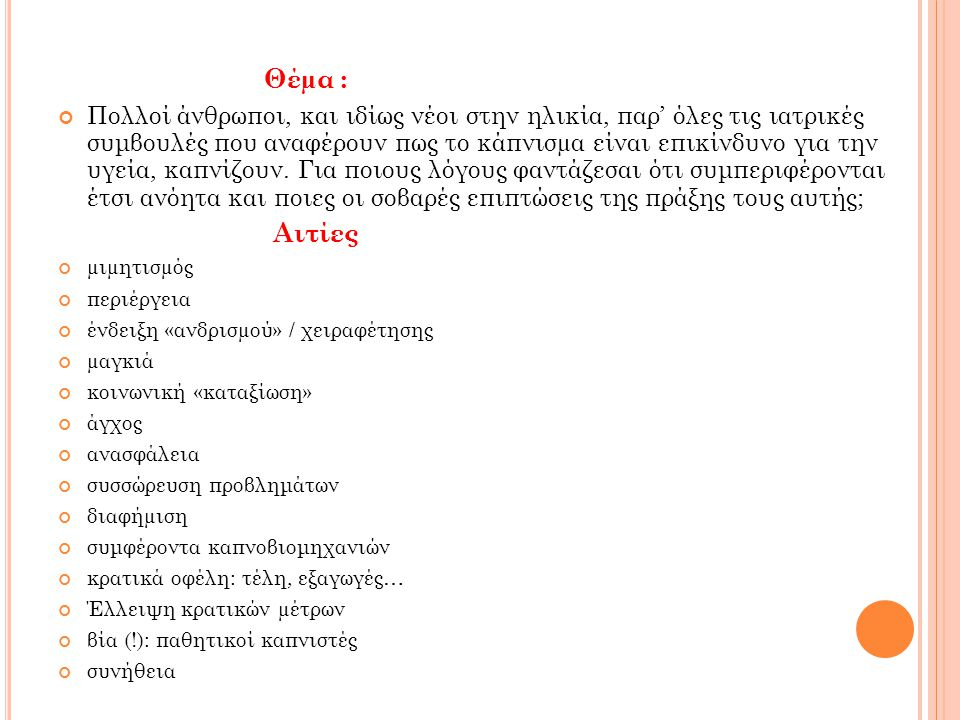 Θέμα :
Πολλοί άνθρωποι, και ιδίως νέοι στην ηλικία, παρ’ όλες τις ιατρικές
συμβουλές που αναφέρουν πως το κάπνισμα είναι επικίνδυνο για την
υγεία, καπνίζουν. Για ποιους λόγους φαντάζεσαι ότι συμπεριφέρονται
έτσι ανόητα και ποιες οι σοβαρές επιπτώσεις της πράξης τους αυτής;
Αιτίες
μιμητισμός
περιέργεια
ένδειξη «ανδρισμού» / χειραφέτησης
μαγκιά
κοινωνική «καταξίωση»
άγχος
ανασφάλεια
συσσώρευση προβλημάτων
διαφήμιση
συμφέροντα καπνοβιομηχανιών
κρατικά οφέλη: τέλη, εξαγωγές…
Έλλειψη κρατικών μέτρων
βία (!): παθητικοί καπνιστές
συνήθεια